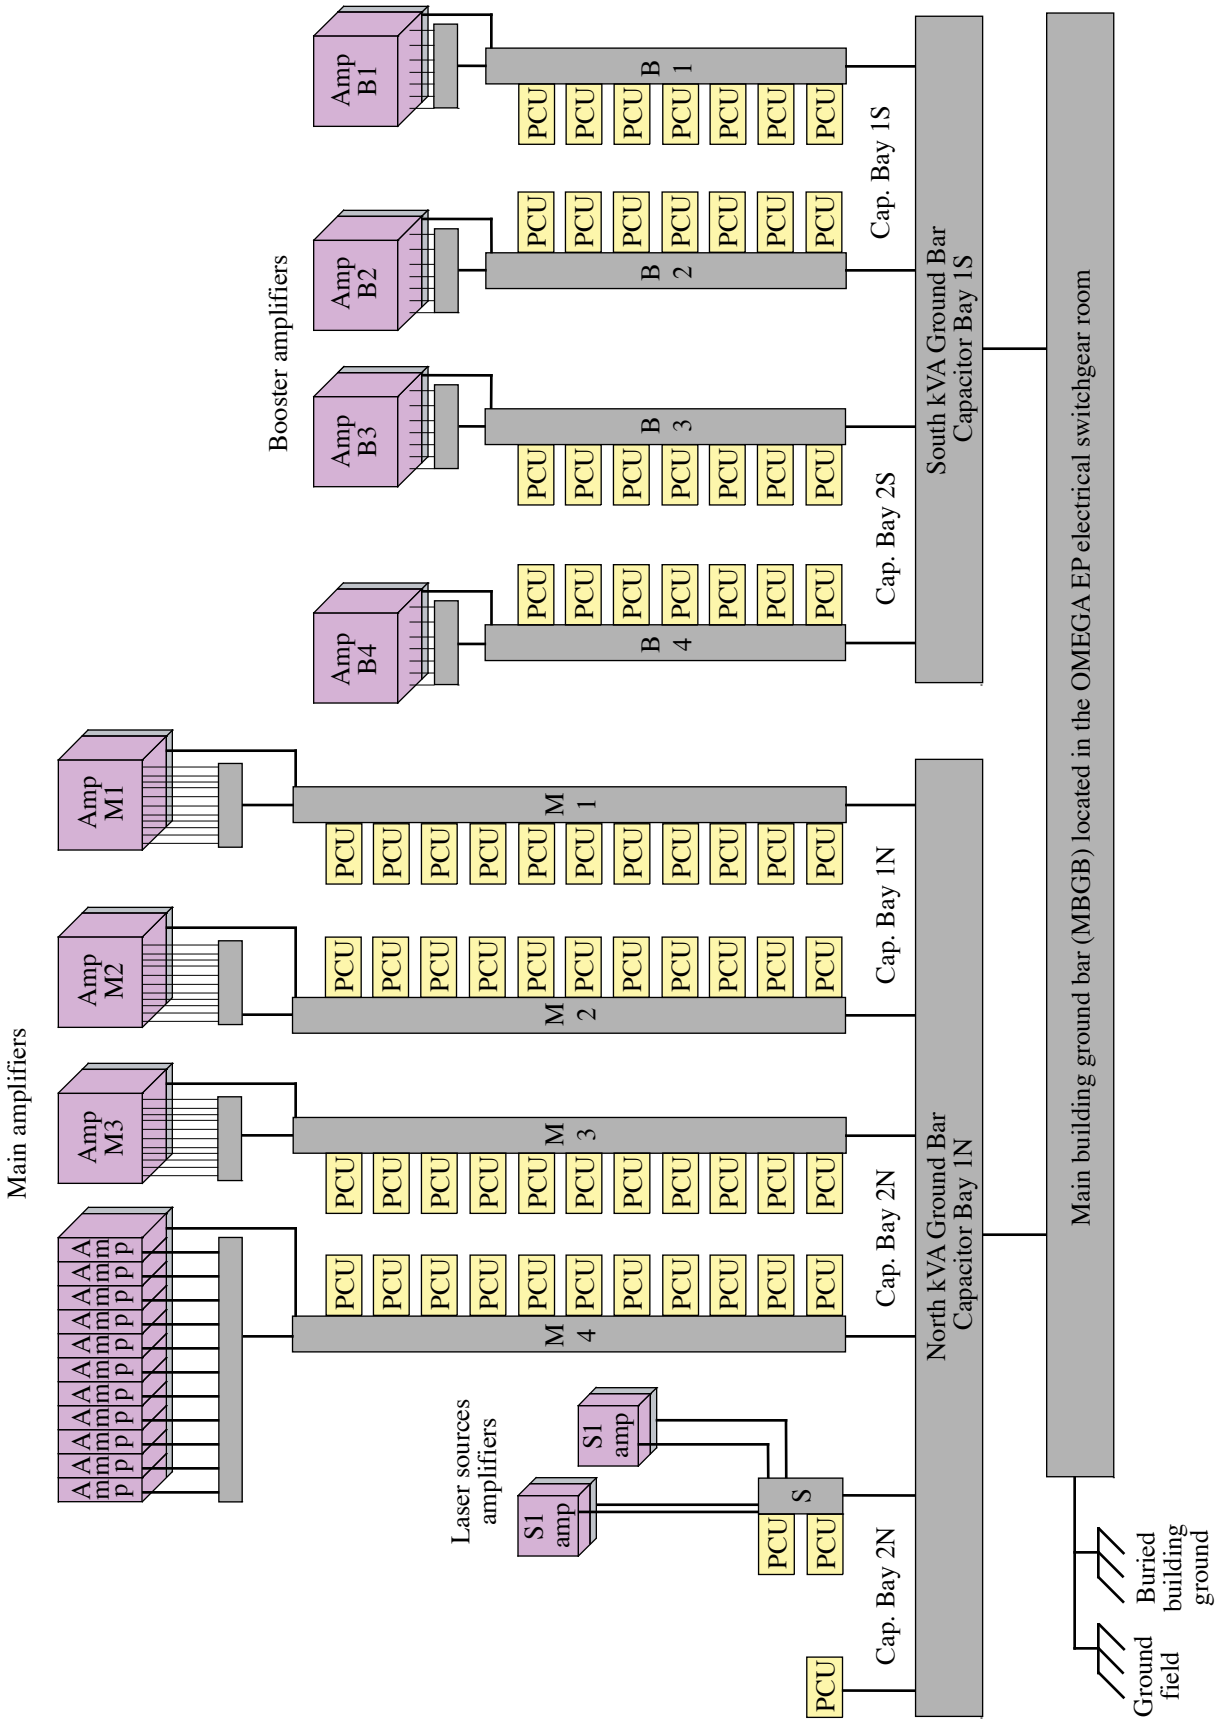 Main amplifiers
Amp
Amp
Amp
Amp
Amp
Amp
Amp
Amp
Amp
Amp
Amp
Amp
M3
Amp
M2
Amp
M1
Booster amplifiers
Amp
B4
Amp
B3
Amp
B2
Amp
B1
Laser sources
amplifiers
S1
amp
S1
amp
S
PCU
PCU
PCU
M
4
PCU
PCU
PCU
PCU
PCU
PCU
PCU
PCU
PCU
PCU
PCU
M
3
PCU
PCU
PCU
PCU
PCU
PCU
PCU
PCU
PCU
PCU
PCU
M
2
PCU
PCU
PCU
PCU
PCU
PCU
PCU
PCU
PCU
PCU
PCU
M
1
PCU
PCU
PCU
PCU
PCU
PCU
PCU
PCU
PCU
PCU
PCU
B
4
PCU
PCU
PCU
PCU
PCU
PCU
PCU
B
3
PCU
PCU
PCU
PCU
PCU
PCU
PCU
B
2
PCU
PCU
PCU
PCU
PCU
PCU
PCU
B
1
PCU
PCU
PCU
PCU
PCU
PCU
PCU
Cap. Bay 2N
Cap. Bay 2N
Cap. Bay 1N
Cap. Bay 2S
Cap. Bay 1S
North kVA Ground Bar
Capacitor Bay 1N
South kVA Ground Bar
Capacitor Bay 1S
Main building ground bar (MBGB) located in the OMEGA EP electrical switchgear room
Ground
field
Buried
building
ground